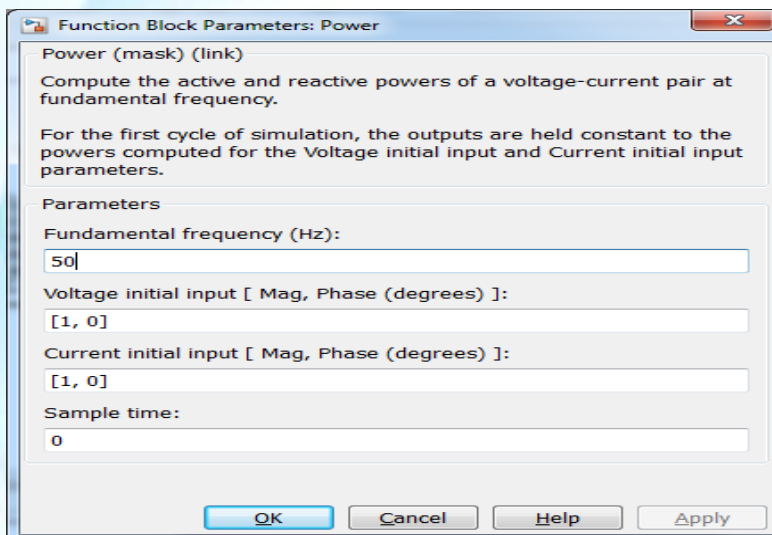 Function Block Parameters: Power
Power (mask) (link)
Compute the active and reactive powers of a voltage-current pair at
fundamental frequency.
For the first cycle of simulation, the outputs are held constant to the
powers computed for the Voltage initial input and Current initial input
parameters.
Parameters
Fundamental frequency (Hz):
50
Voltage initial input [ Mag, Phase (degrees) ]:
[1, 0]
Current initial input [ Mag, Phase (degrees) ]:
[1, 0]
Sample time:
0
OK Cancel Help Apply